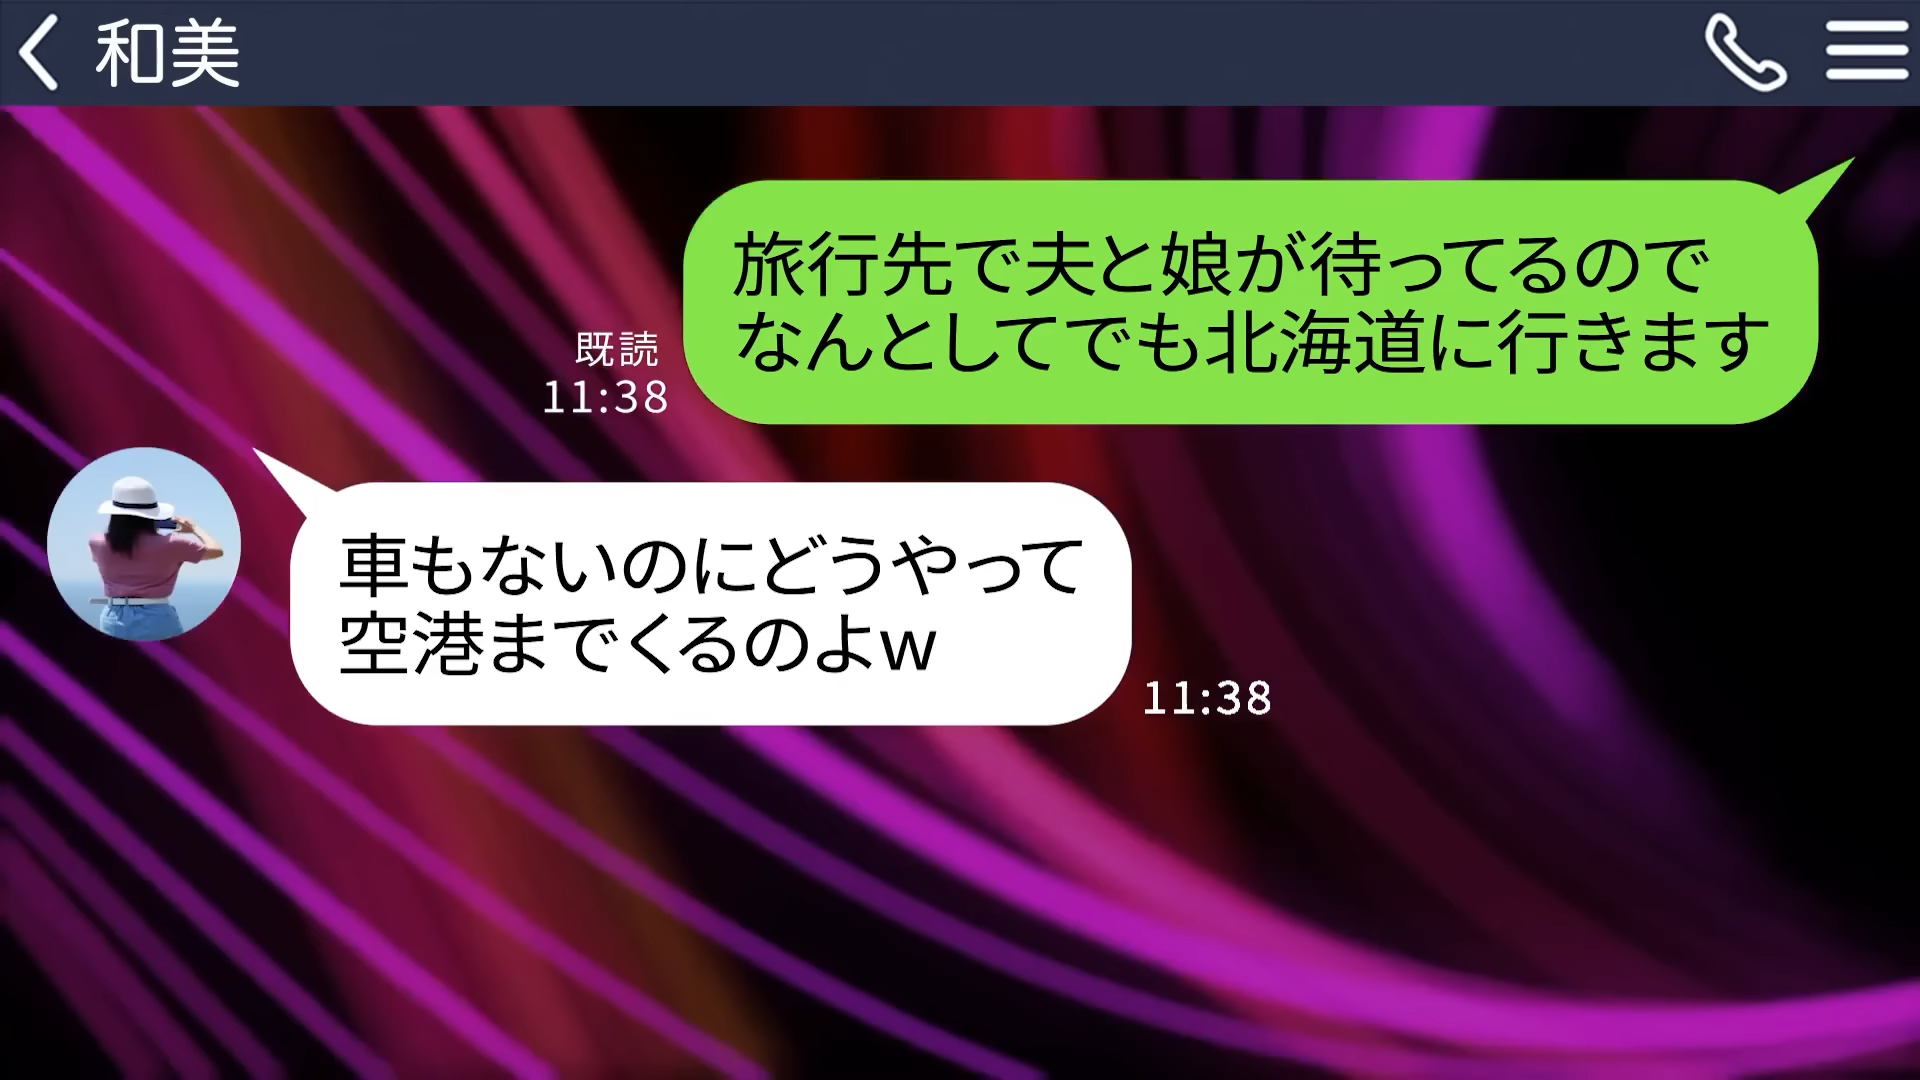 和美
旅行先で夫と娘が待ってるので
なんとしてでも北海道に行きます
既読
11:38
車もないのにどうやって
空港までくるのよw
11:38